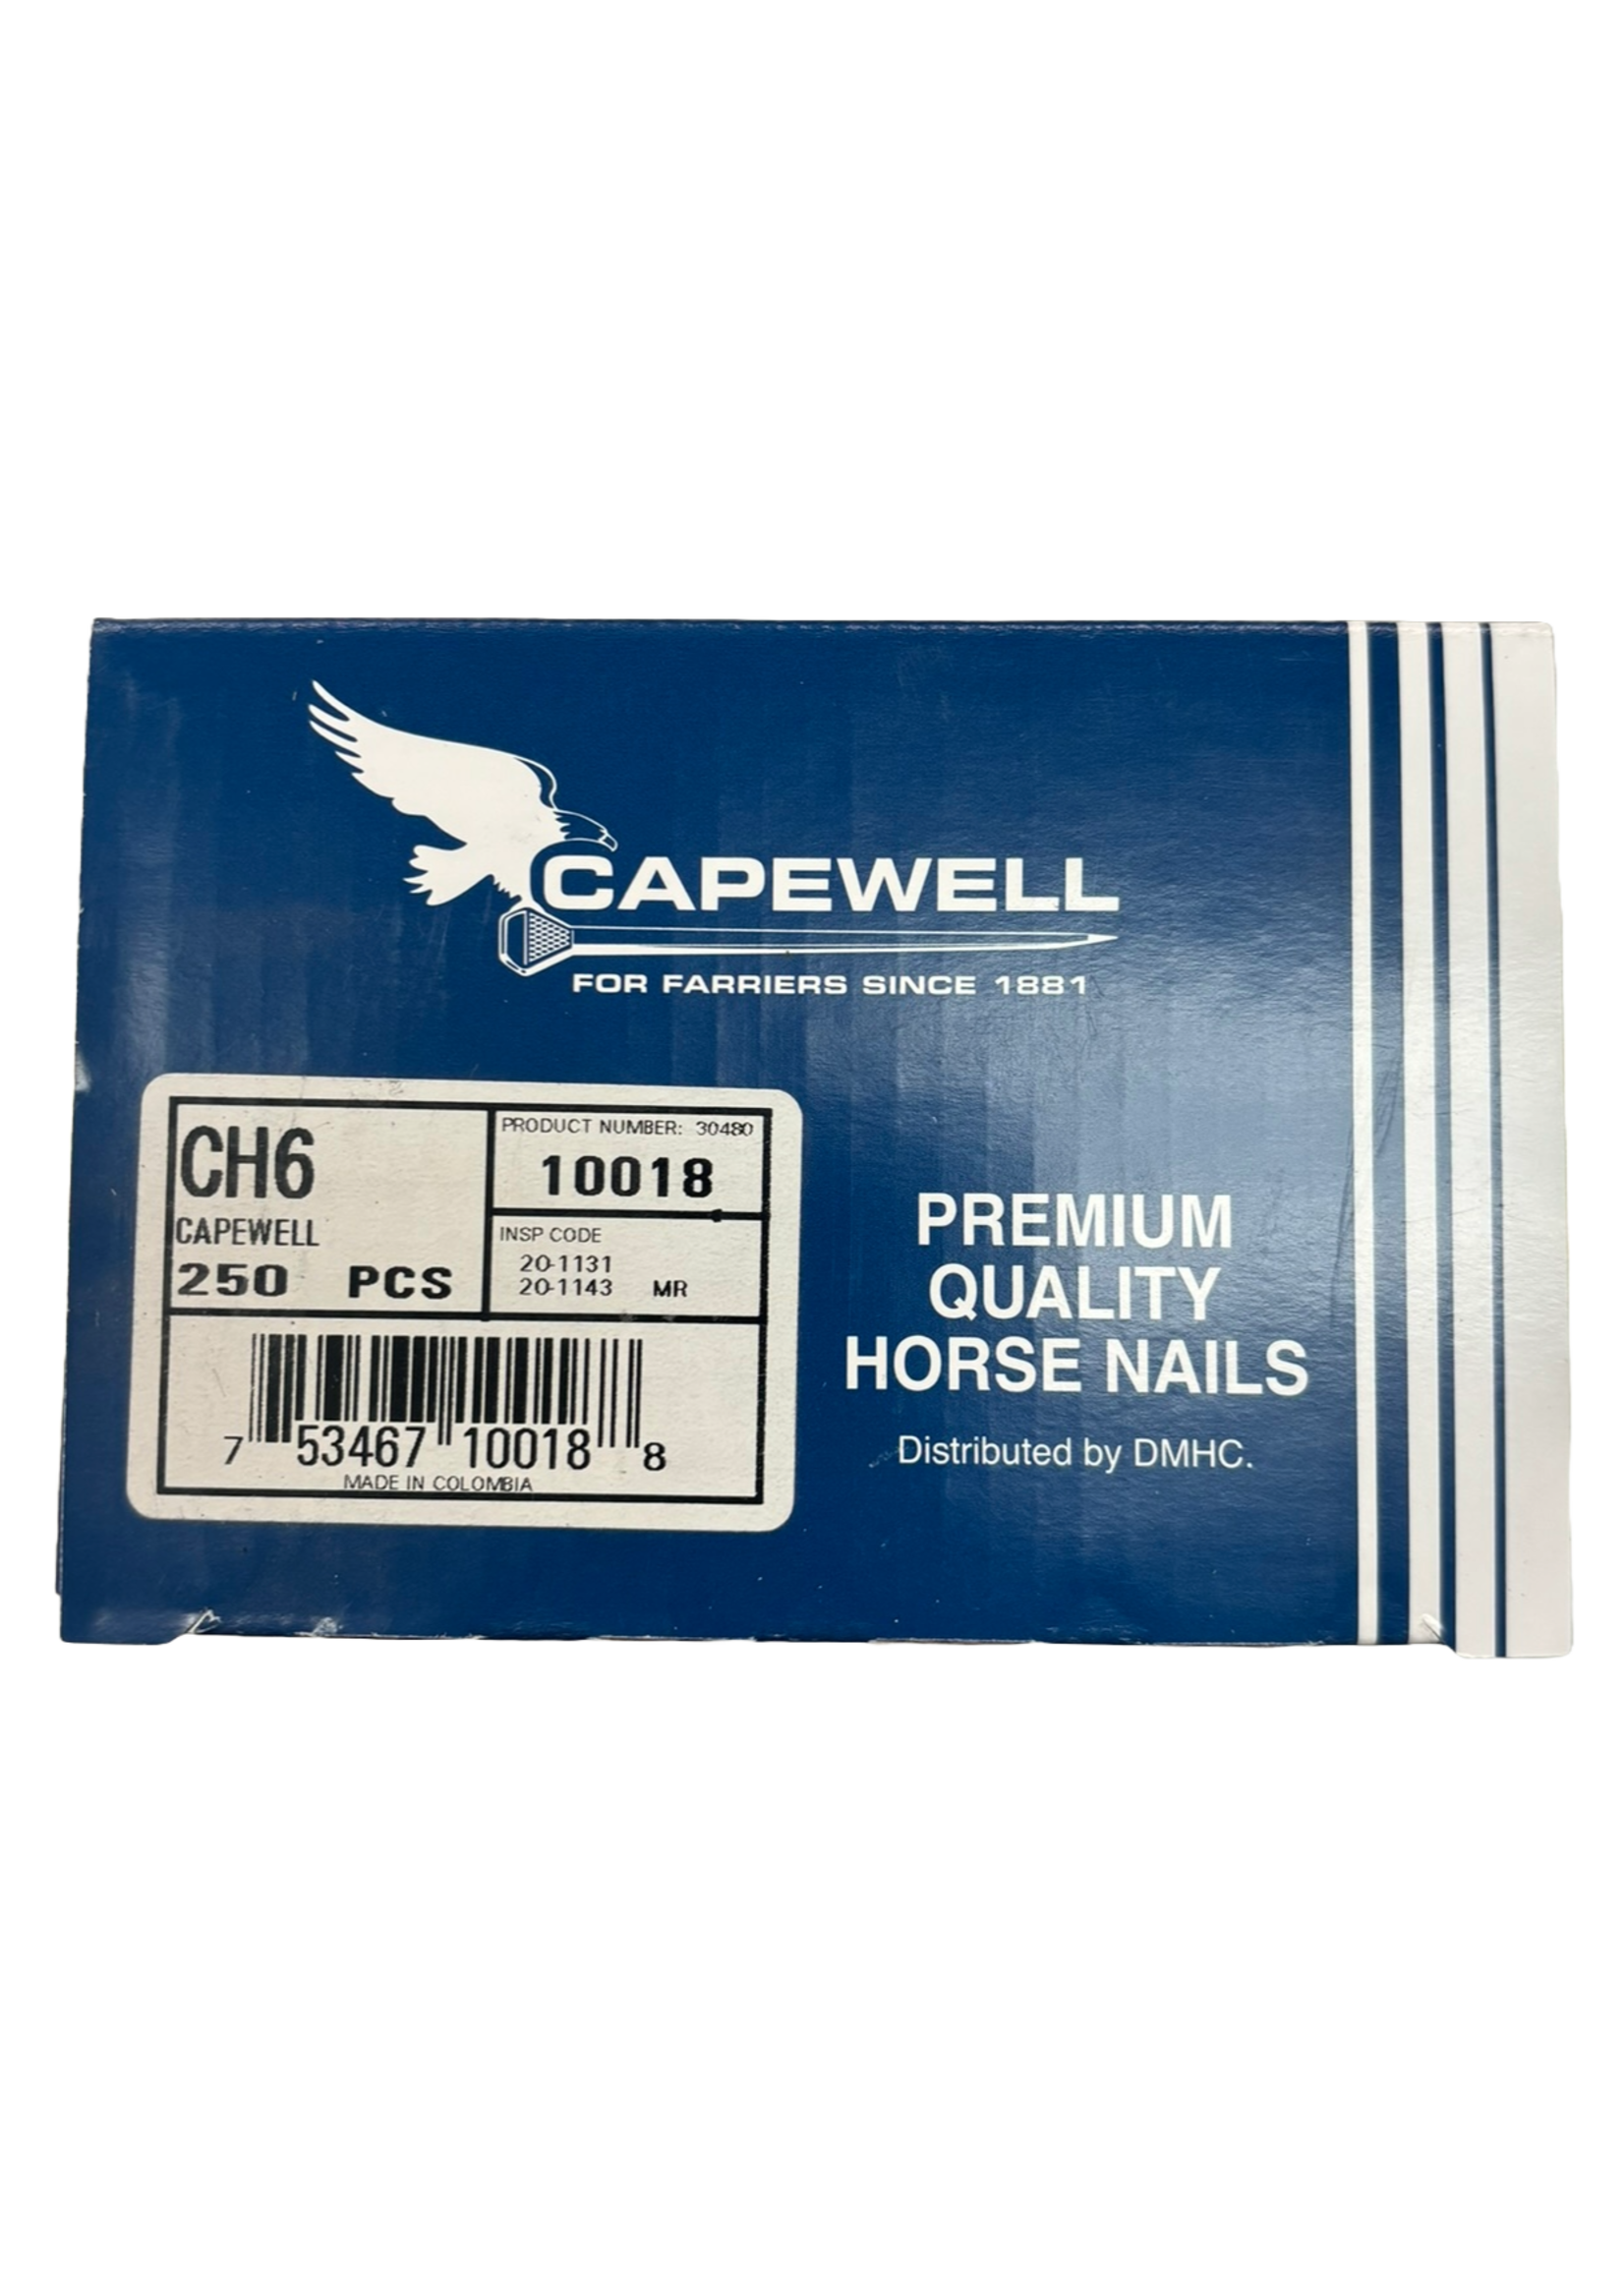 CAPEWELL
FOR FARRIERS SINCE 1881
CH6
CAPEWELL
250 PCS
PRODUCT NUMBER: 30480
10018
INSP CODE
20-1131
20-1143 MR
7 53467 10018 8
MADE IN COLOMBIA
PREMIUM
QUALITY
HORSE NAILS
Distributed by DMHC.